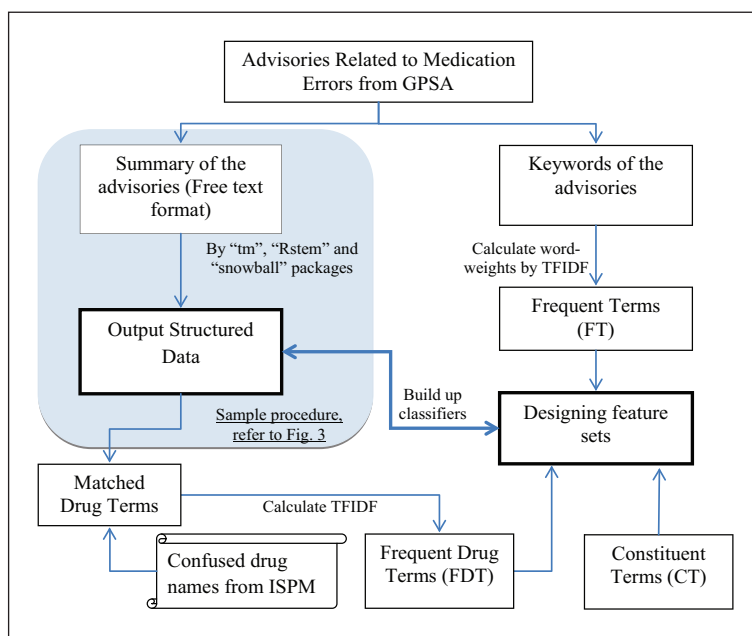 Advisories Related to Medication
Errors from GPSA
Summary of the
advisories (Free text
format)
Keywords of the
advisories
By “tm”, “Rstem” and
“snowball” packages
Calculate word-
weights by TFIDF
Frequent Terms
(FT)
Output Structured
Data
Build up
classifiers
Designing feature
sets
Sample procedure,
refer to Fig. 3
Matched
Drug Terms
Calculate TFIDF
Confused drug
names from ISPM
Frequent Drug
Terms (FDT)
Constituent
Terms (CT)